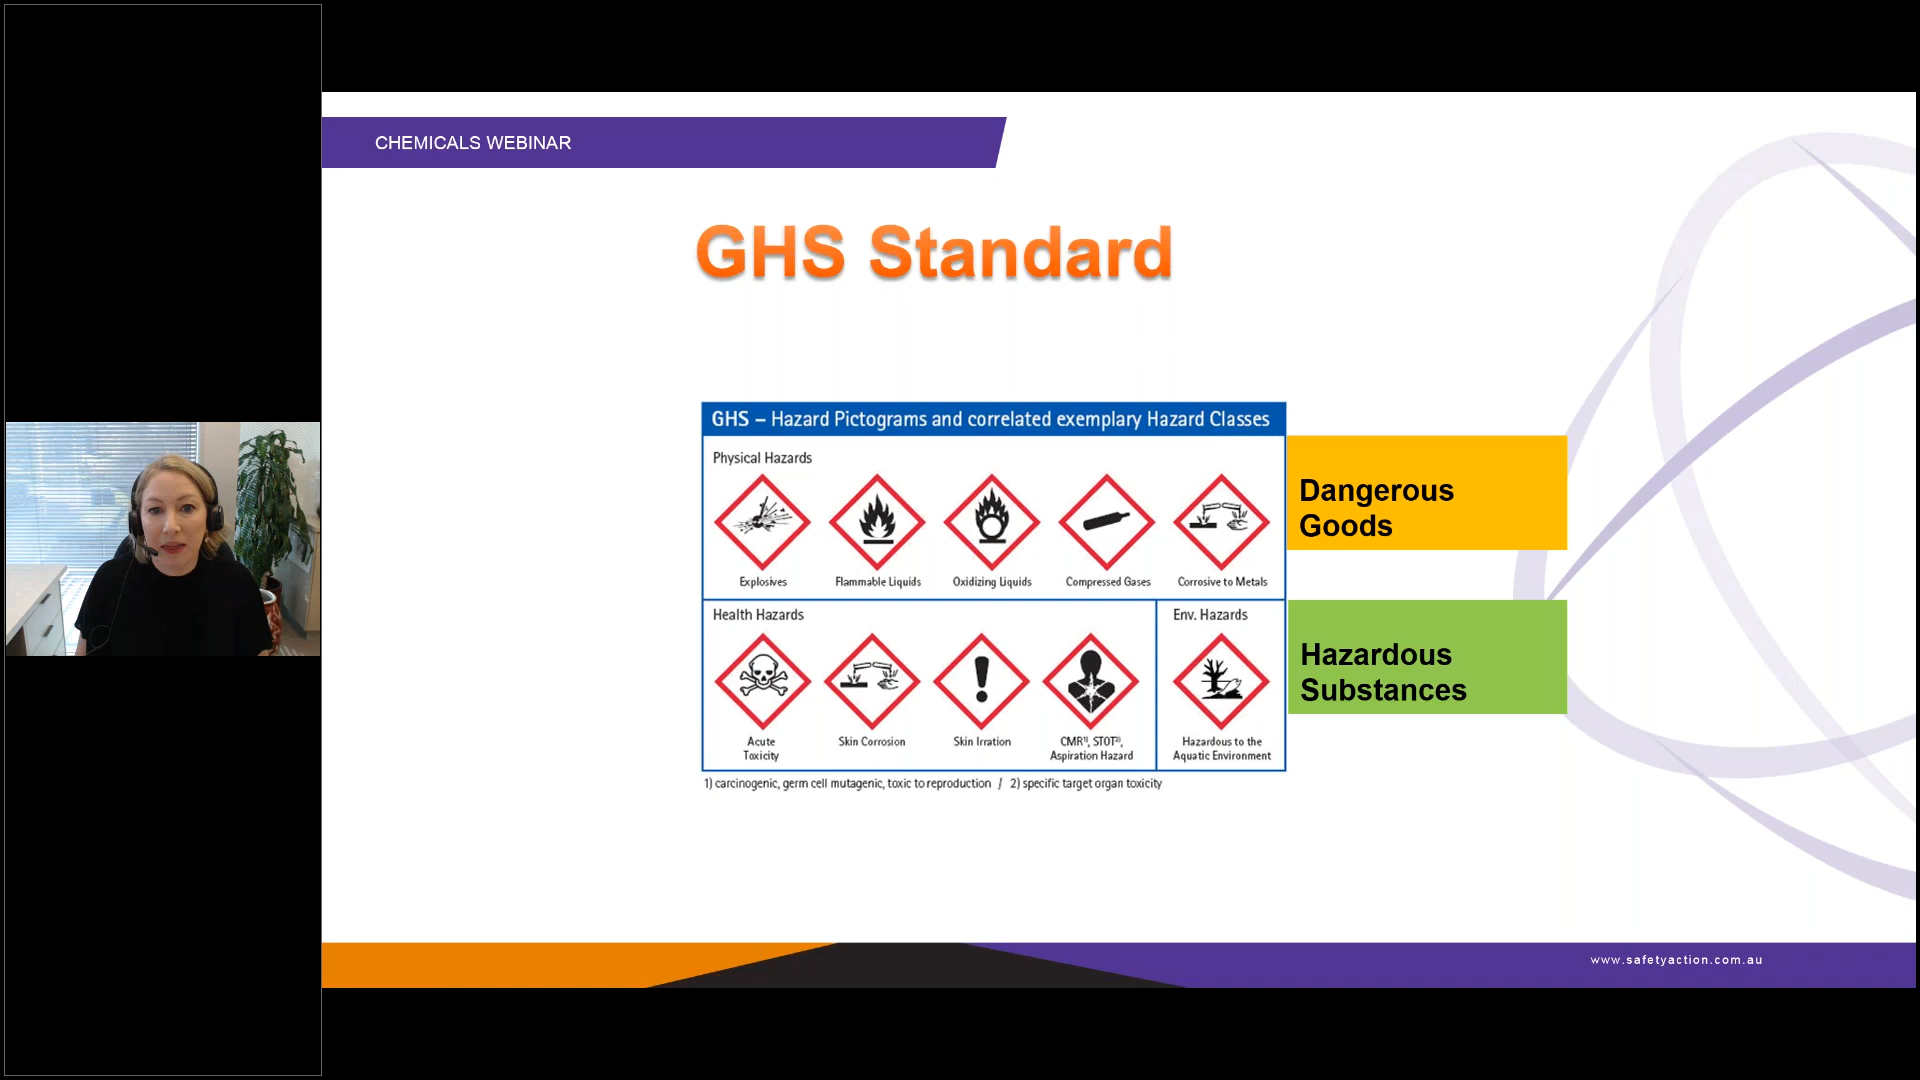 CHEMICALS WEBINAR
GHS Standard
GHS – Hazard Pictograms and correlated exemplary Hazard Classes
Physical Hazards
Explosives
Flammable Liquids
Oxidizing Liquids
Compressed Gases
Corrosive to Metals
Dangerous
Goods
Health Hazards
Acute
Toxicity
Skin Corrosion
Skin Irration
CMR¹⁾, STOT²⁾,
Aspiration Hazard
Env. Hazards
Hazardous to the
Aquatic Environment
Hazardous
Substances
1) carcinogenic, germ cell mutagenic, toxic to reproduction / 2) specific target organ toxicity
www.safetyaction.com.au